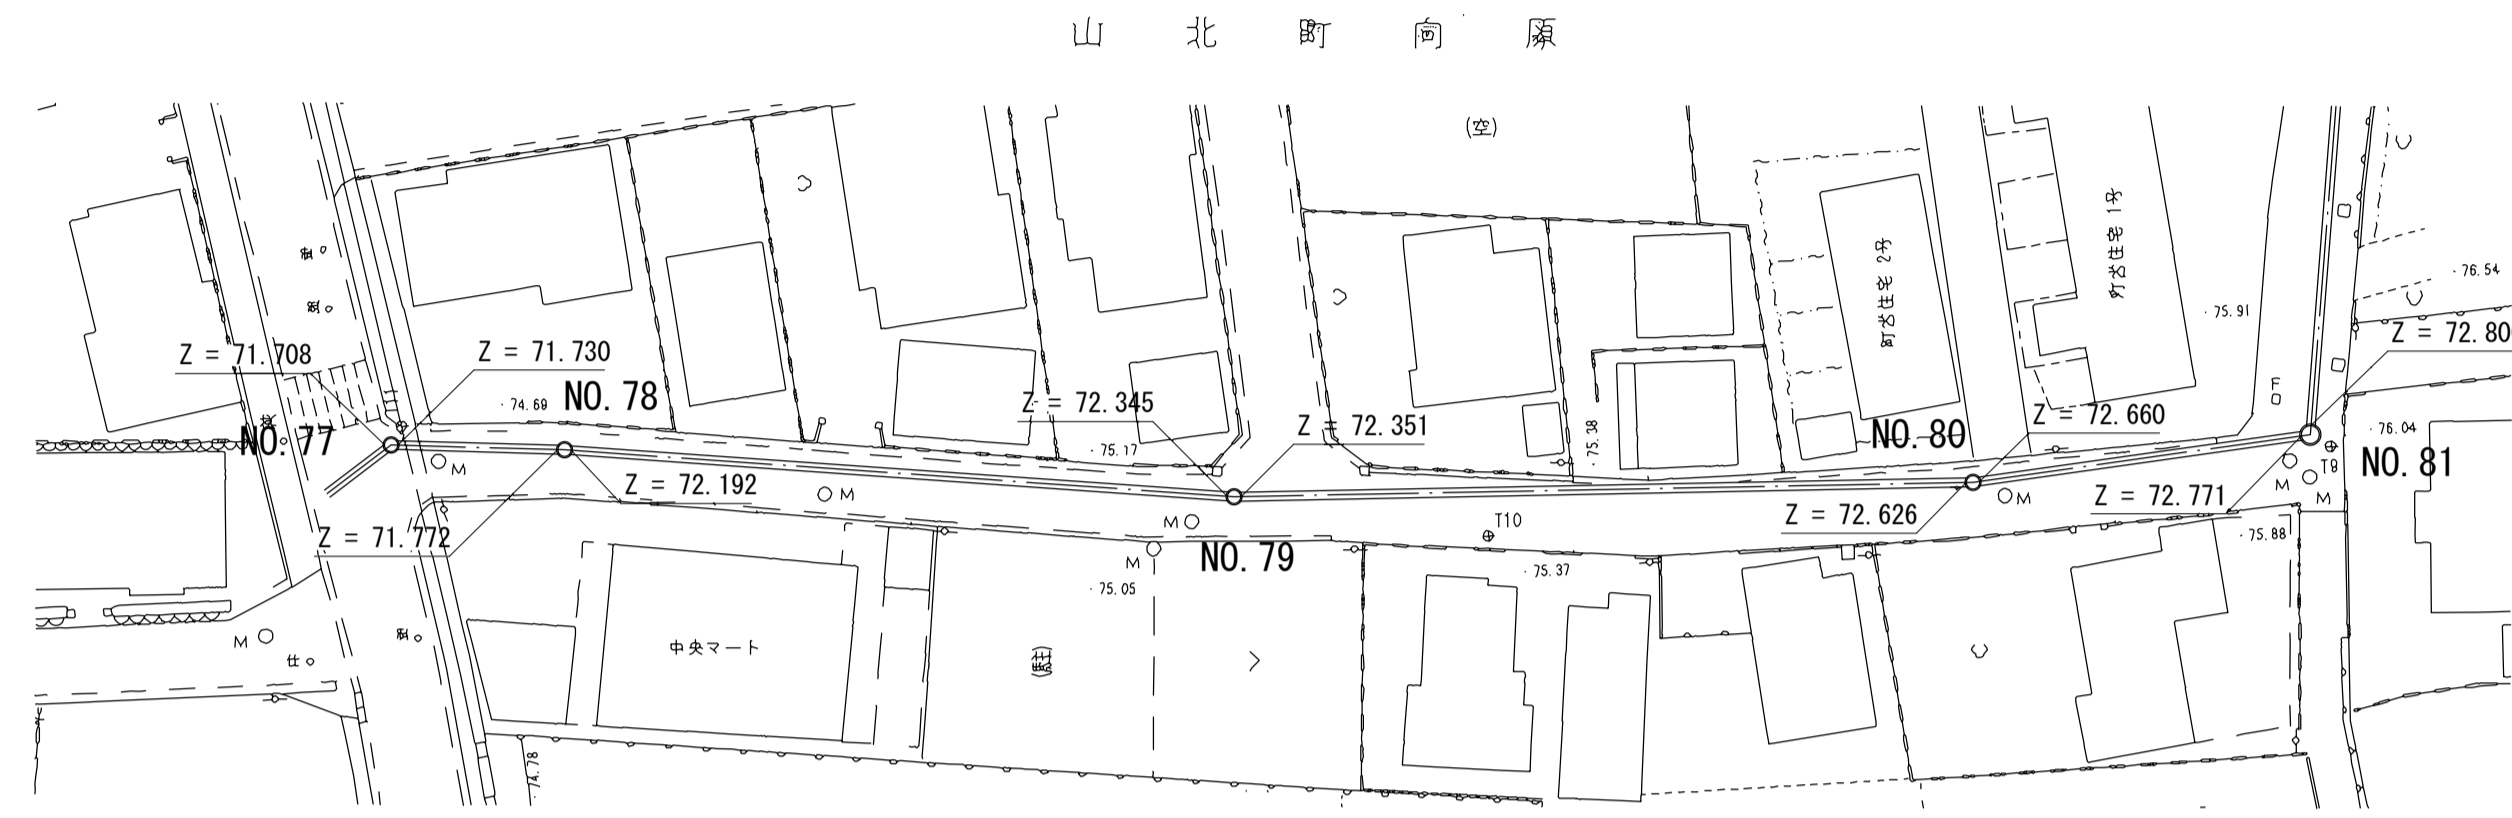 山 北 町 向 原
(空)
町営住宅 1号
町営住宅 2号
76.54
75.91
Z = 72.80
Z = 71.708
Z = 71.730
74.69
NO. 78
Z = 72.345
Z = 72.351
75.17
75.38
NO. 80
Z = 72.660
76.04
NO. 77
M
Z = 72.192
M
T8
NO. 81
M
M
M
Z = 72.771
Z = 71.772
M
T10
Z = 72.626
75.88
NO. 79
M
75.37
75.05
M
仕
中央マート
74.78